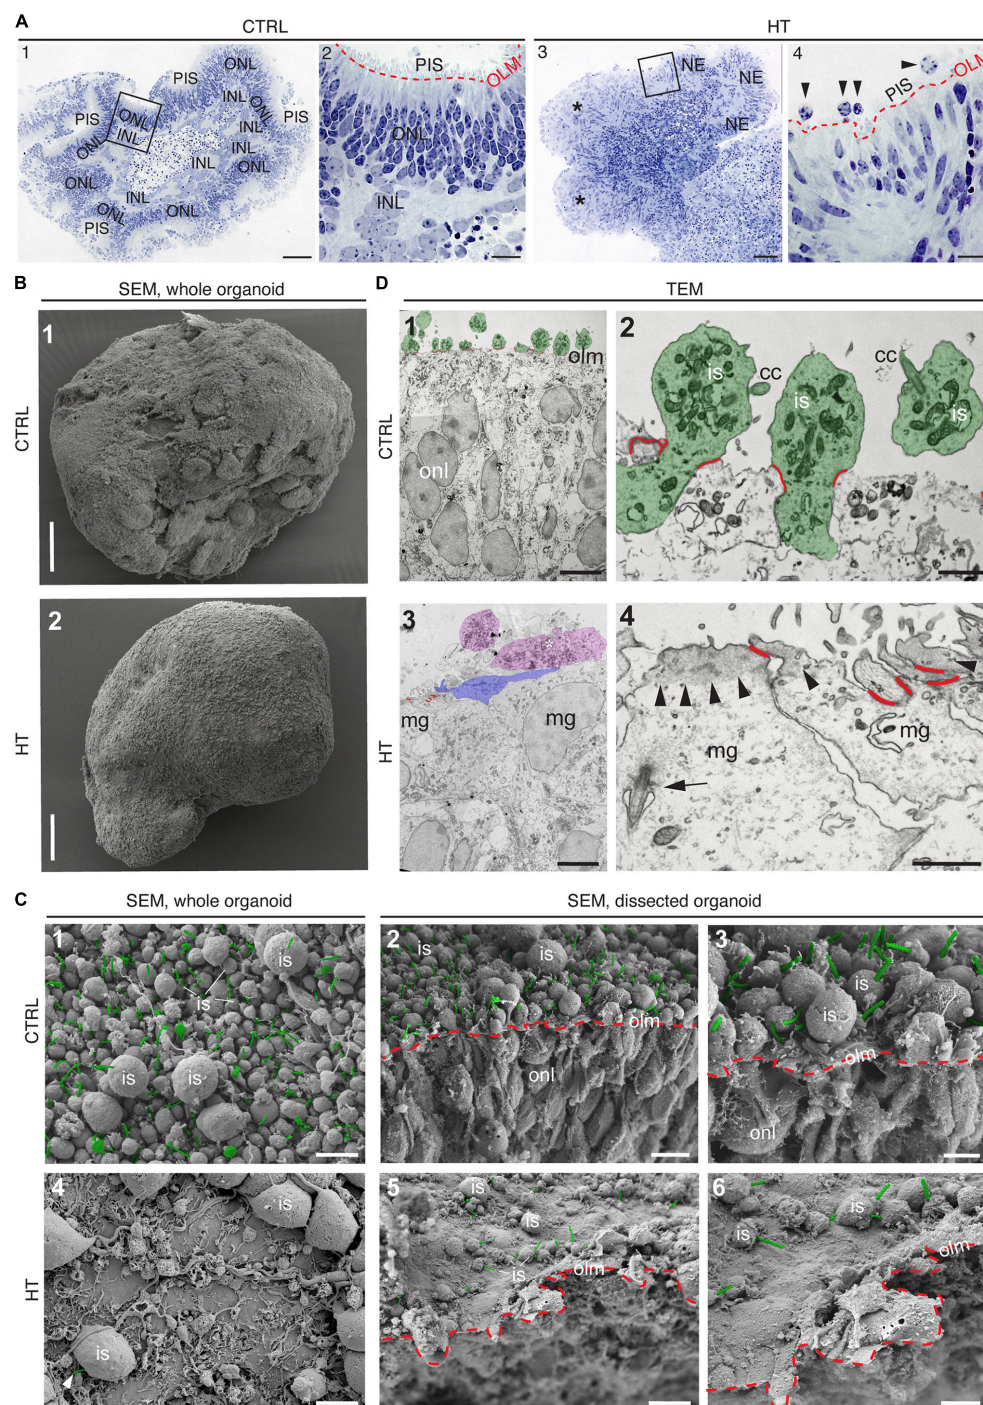 A
CTRL
HT
1
ONL
PIS
INL
ONL
PIS
ONL
INL
ONL
INL
PIS
INL
INL
ONL
INL
ONL
INL
ONL
ONL
PIS
2
PIS
OLM
ONL
INL
3
NE
NE
NE
*
*
4
PIS
OLM
B
SEM, whole organoid
CTRL
1
HT
2
D
TEM
CTRL
1
olm
onl
2
is
cc
is
cc
is
HT
3
*
mg
mg
4
mg
mg
C
SEM, whole organoid
SEM, dissected organoid
CTRL
1
is
is
is
is
2
is
is
olm
onl
3
is
is
olm
onl
HT
4
is
is
5
is
is
is
olm
6
is
is
olm